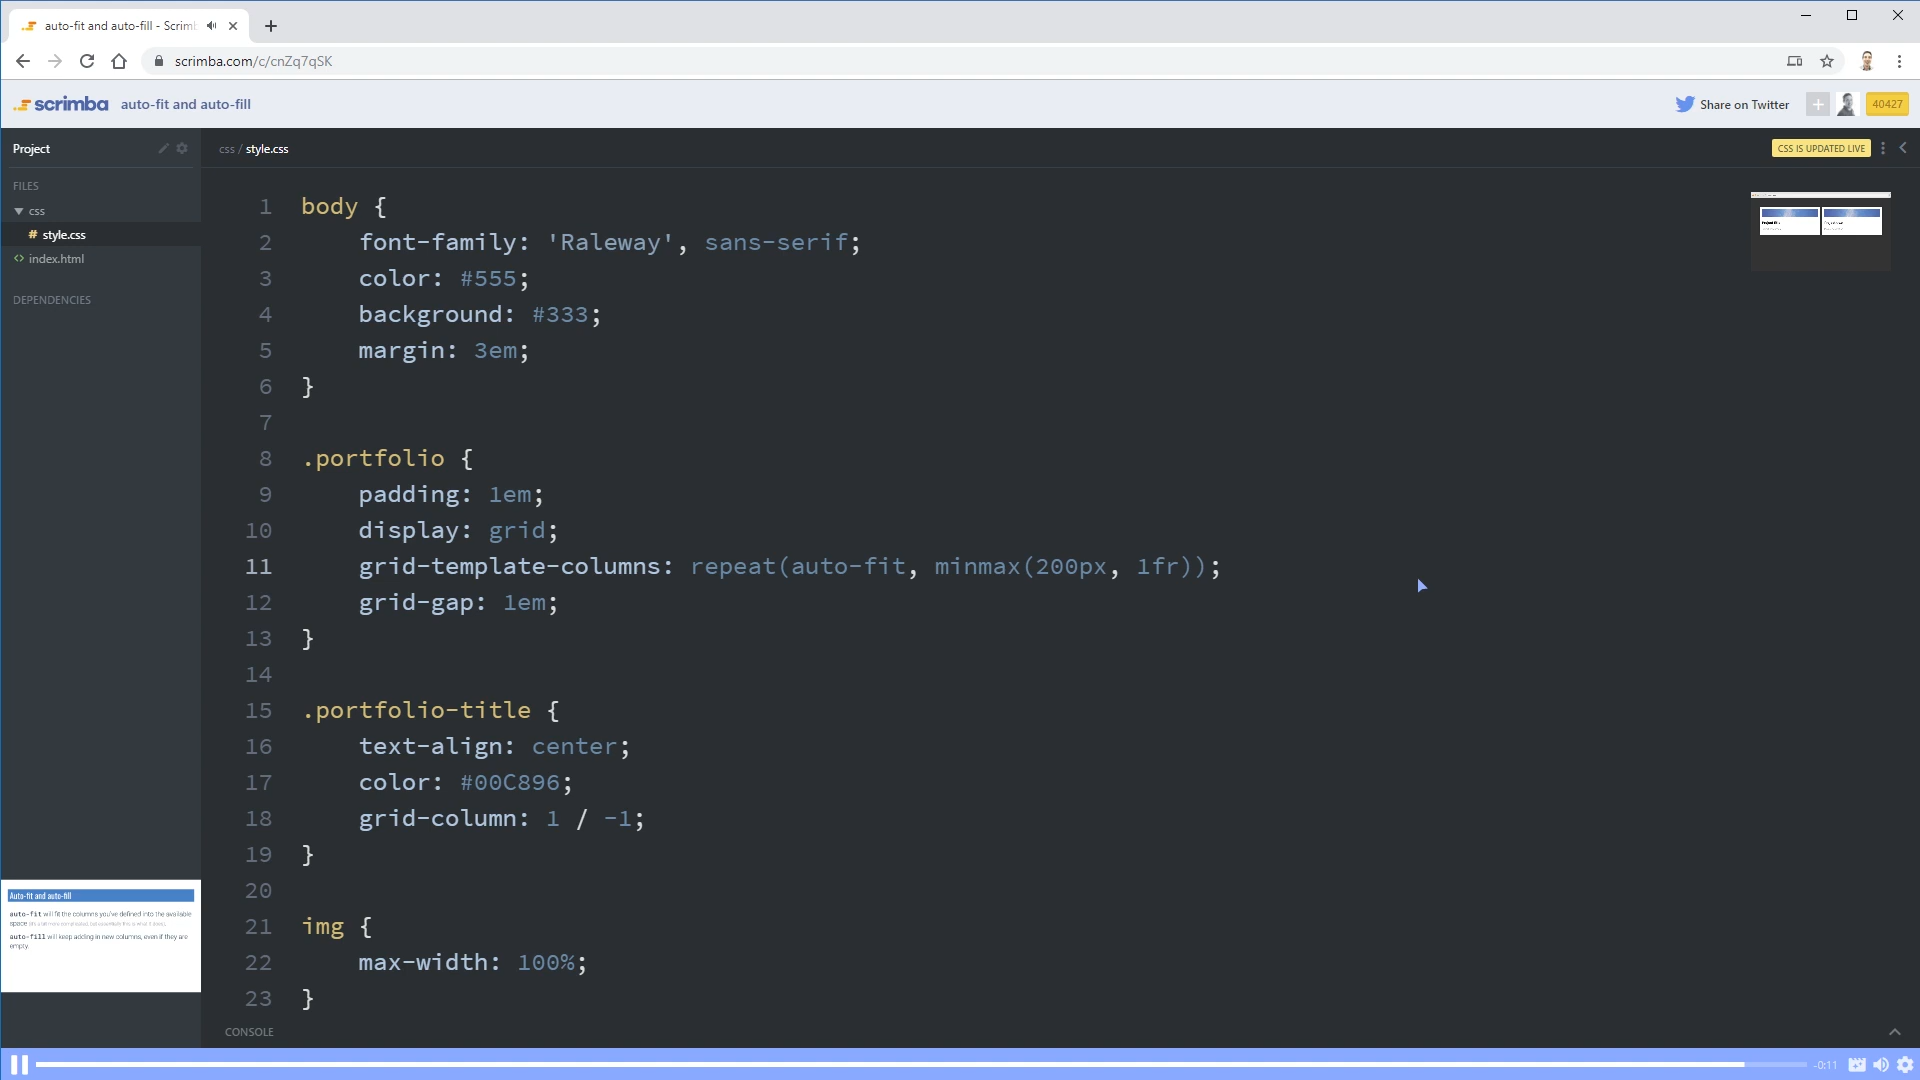 auto-fit and auto-fill - Scrimb
scrimba.com/c/cnZq7qSK
scrimba auto-fit and auto-fill
Share on Twitter
40427
Project
css / style.css
CSS IS UPDATED LIVE
FILES
css
# style.css
<> index.html
DEPENDENCIES
1 body {
2 font-family: 'Raleway', sans-serif;
3 color: #555;
4 background: #333;
5 margin: 3em;
6 }
7
8 .portfolio {
9 padding: 1em;
10 display: grid;
11 grid-template-columns: repeat(auto-fit, minmax(200px, 1fr));
12 grid-gap: 1em;
13 }
14
15 .portfolio-title {
16 text-align: center;
17 color: #00C896;
18 grid-column: 1 / -1;
19 }
20
21 img {
22 max-width: 100%;
23 }
Auto-fit and auto-fill
auto-fit will fit the columns you've defined into the available
space
auto-fill will keep adding in new columns, even if they are
empty.
CONSOLE
-0:11